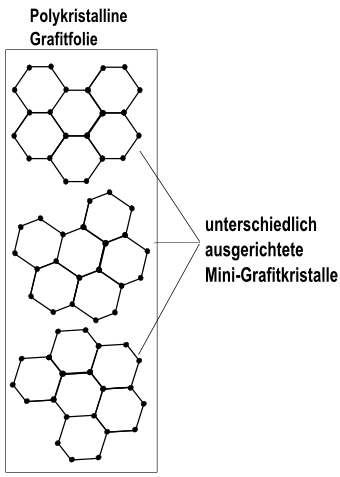 Polykristalline
Grafitfolie
unterschiedlich
ausgerichtete
Mini-Grafitkristalle